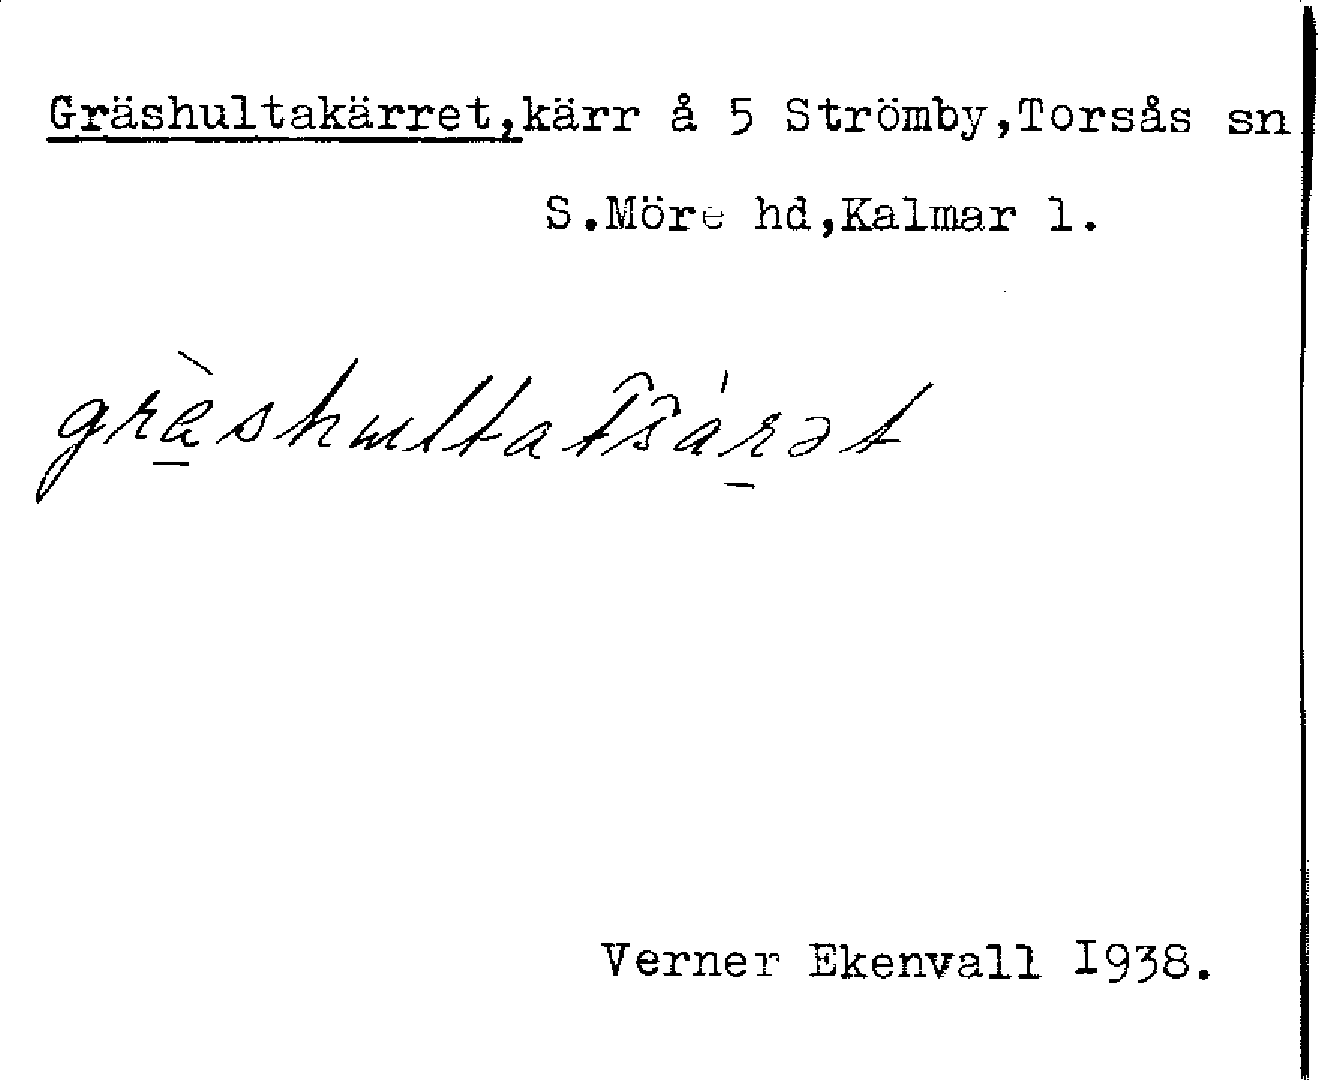 Gräshultakärret,kärr å 5 Strömby,Torsås sn
S.Möre hd,Kalmar l.
Verner Ekenvall I938.